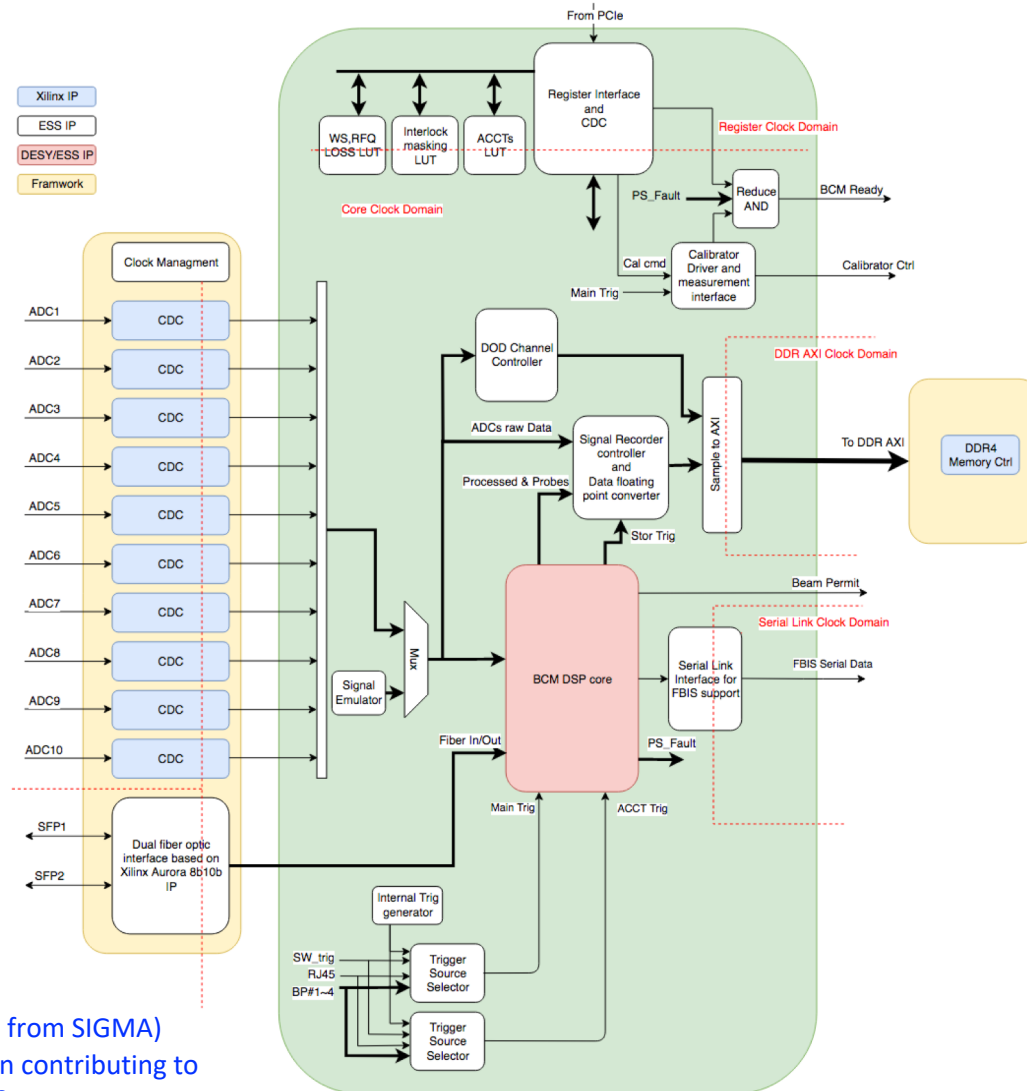 From PCIe
Xilinx IP
ESS IP
DESY/ESS IP
Framwork
Register Interface
and
CDC
WS,RFQ
LOSS LUT
Interlock
masking
LUT
ACCTs
LUT
Register Clock Domain
Core Clock Domain
PS_Fault
Reduce
AND
BCM Ready
Cal cmd
Main Trig
Calibrator
Driver and
measurement
interface
Calibrator Ctrl
Clock Managment
ADC1
CDC
ADC2
CDC
ADC3
CDC
ADC4
CDC
ADC5
CDC
ADC6
CDC
ADC7
CDC
ADC8
CDC
ADC9
CDC
ADC10
CDC
DOD Channel
Controller
DDR AXI Clock Domain
ADCs raw Data
Signal Recorder
controller
and
Data floating
point converter
Processed & Probes
Sample to AXI
To DDR AXI
DDR4
Memory Ctrl
Stor Trig
Mux
Signal
Emulator
BCM DSP core
Beam Permit
Serial Link Clock Domain
Serial Link
Interface for
FBIS support
FBIS Serial Data
Fiber In/Out
PS_Fault
Main Trig
ACCT Trig
SFP1
SFP2
Dual fiber optic
interface based on
Xilinx Aurora 8b10b
IP
Internal Trig
generator
SW_trig
RJ45
BP#1~4
Trigger
Source
Selector
Trigger
Source
Selector
from SIGMA)
n contributing to